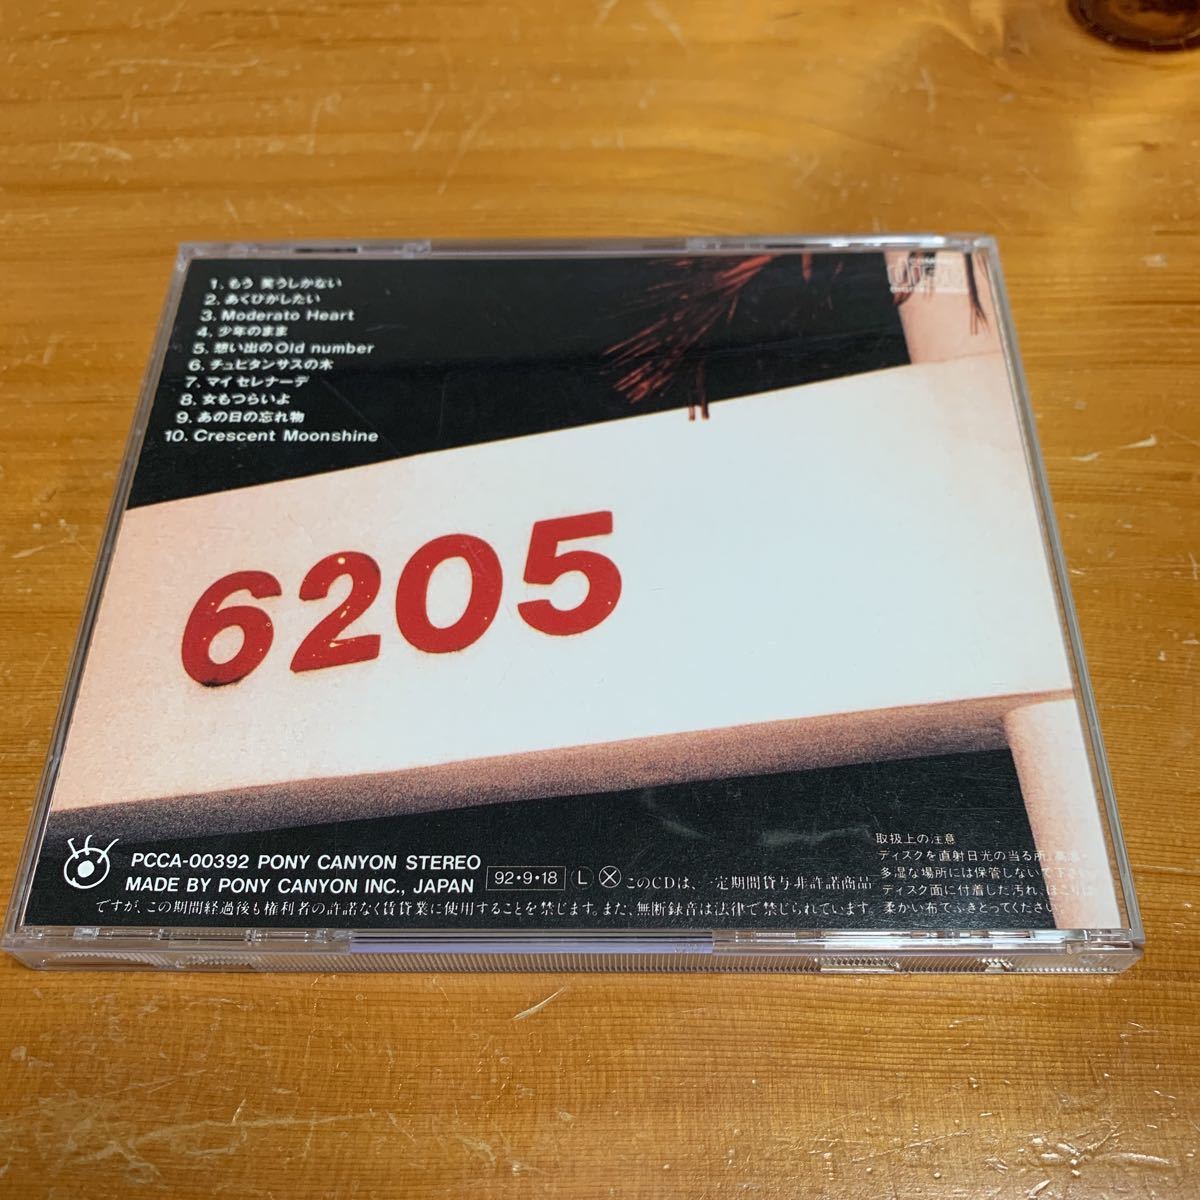 1. もう 笑うしかない
2. あくびがしたい
3. Moderato Heart
4. 少年のまま
5. 想い出のOld number
6. チュピタンサスの木
7. マイ セレナーデ
8. 女もつらいよ
9. あの日の忘れ物
10. Crescent Moonshine
6205
PCCA-00392 PONY CANYON STEREO
MADE BY PONY CANYON INC., JAPAN
92・9・18 L このCDは、一定期間貸与非許諾商品
ですが、この期間経過後も権利者の許諾なく賃貸業に使用することを禁じます。また、無断録音は法律で禁じられています。
取扱上の注意
ディスクを直射日光の当る所、高温・
多湿な場所には保管しないで下さい。
ディスク面に付着した汚れ、ほこりは
柔かい布でふきとってください。